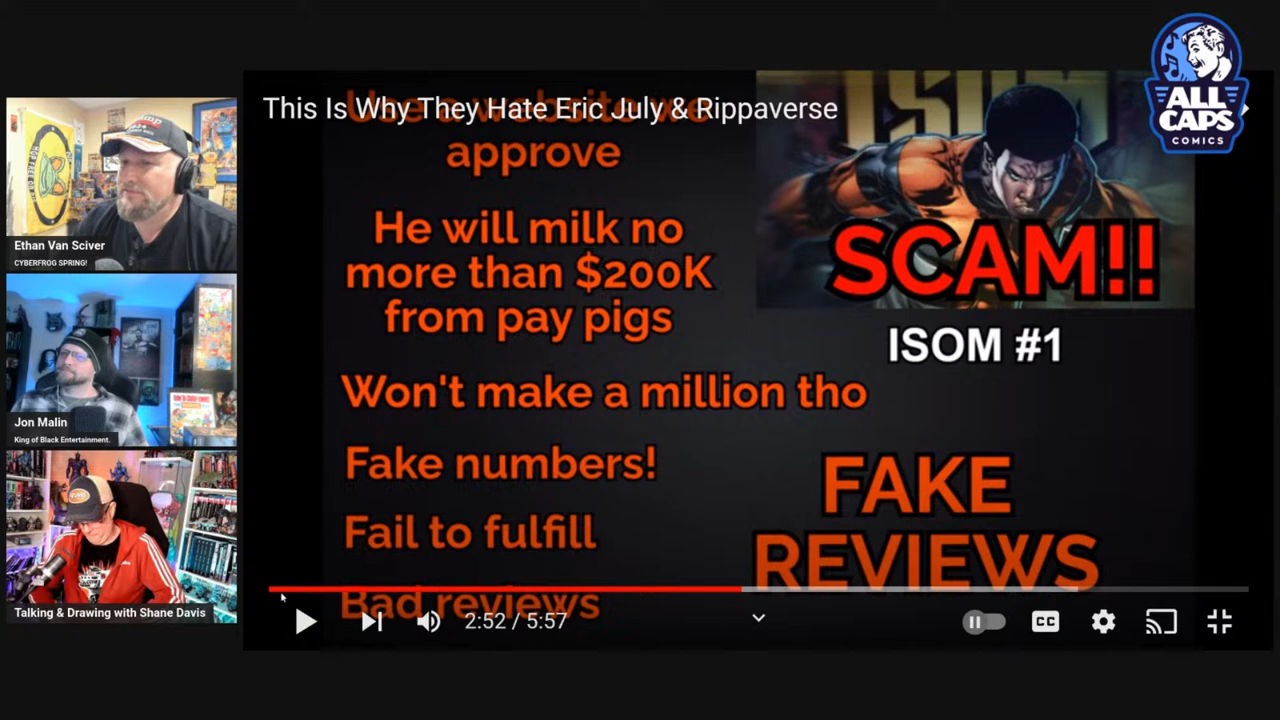 ALL
CAPS
COMICS
This Is Why They Hate Eric July & Rippaverse
approve
He will milk no
more than $200K
from pay pigs
Won't make a million tho
Fake numbers!
Fail to fulfill
Bad reviews
ISOM
SCAM!!
ISOM #1
FAKE
REVIEWS
2:52 / 5:57
CC
Ethan Van Sciver
CYBERFROG SPRING!
Jon Malin
King of Black Entertainment.
Talking & Drawing with Shane Davis